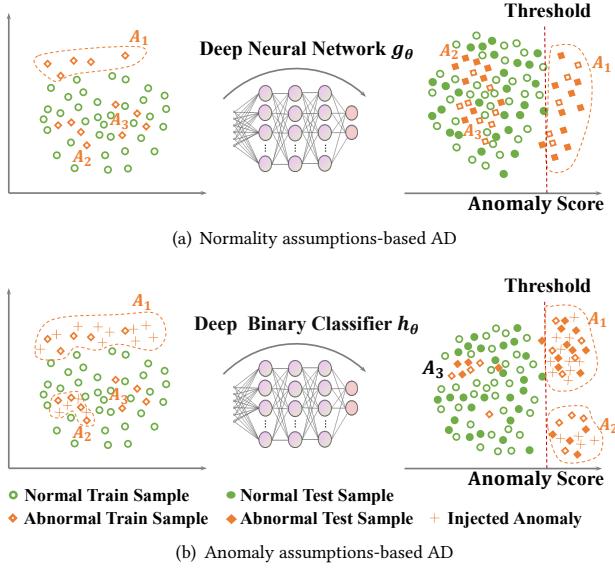 A₁
Deep Neural Network g_θ
Threshold
A₂
A₁
A₃
A₂
A₃
Anomaly Score
(a) Normality assumptions-based AD
A₁
Deep Binary Classifier h_θ
Threshold
A₁
A₃
A₃
A₂
A₂
Anomaly Score
Normal Train Sample
Normal Test Sample
Abnormal Train Sample
Abnormal Test Sample
Injected Anomaly
(b) Anomaly assumptions-based AD